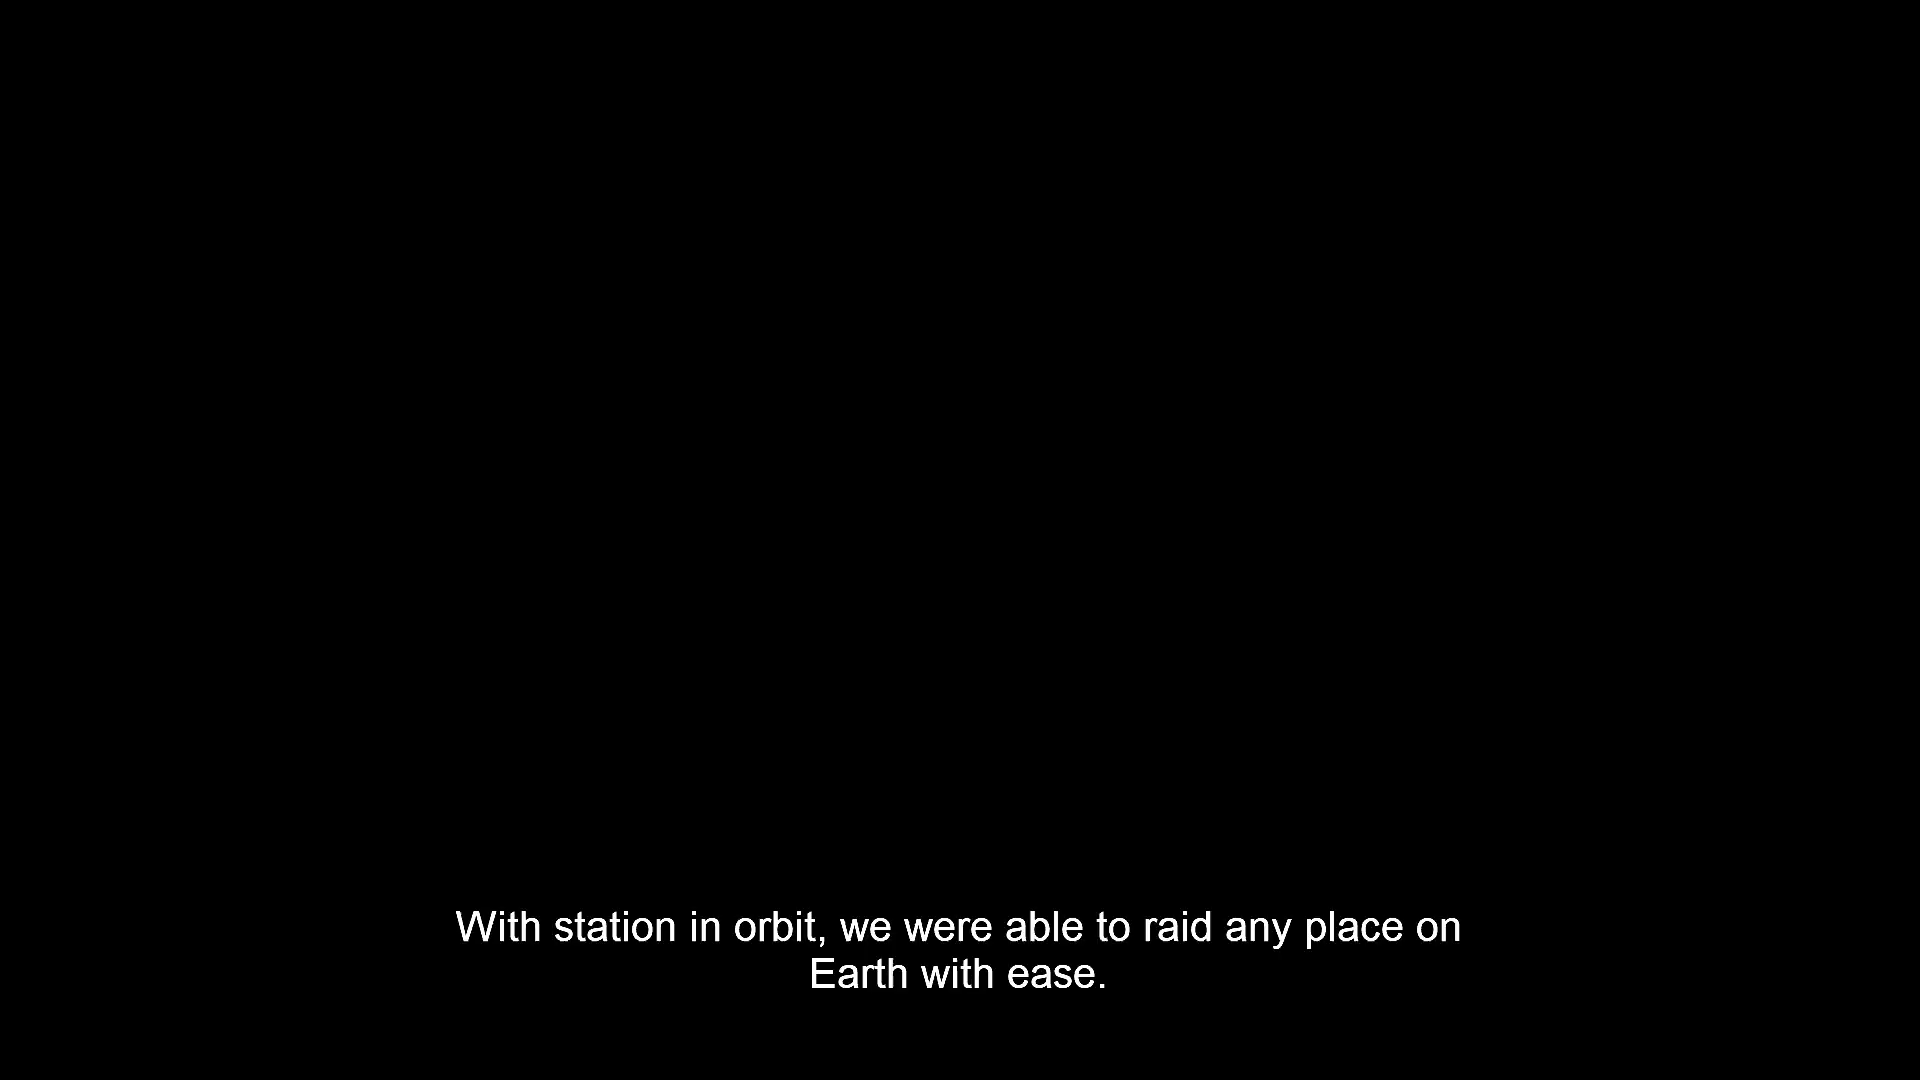 With station in orbit, we were able to raid any place on
Earth with ease.